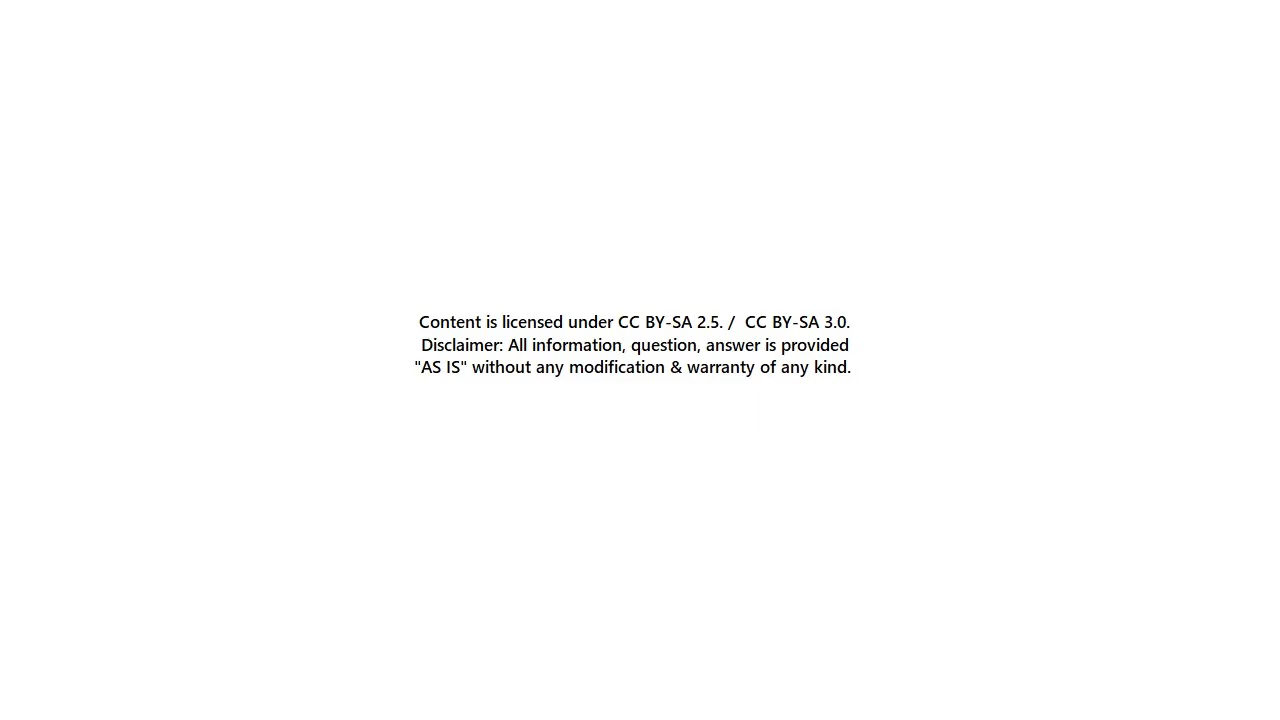 Content is licensed under CC BY-SA 2.5. /  CC BY-SA 3.0.
Disclaimer: All information, question, answer is provided
"AS IS" without any modification & warranty of any kind.